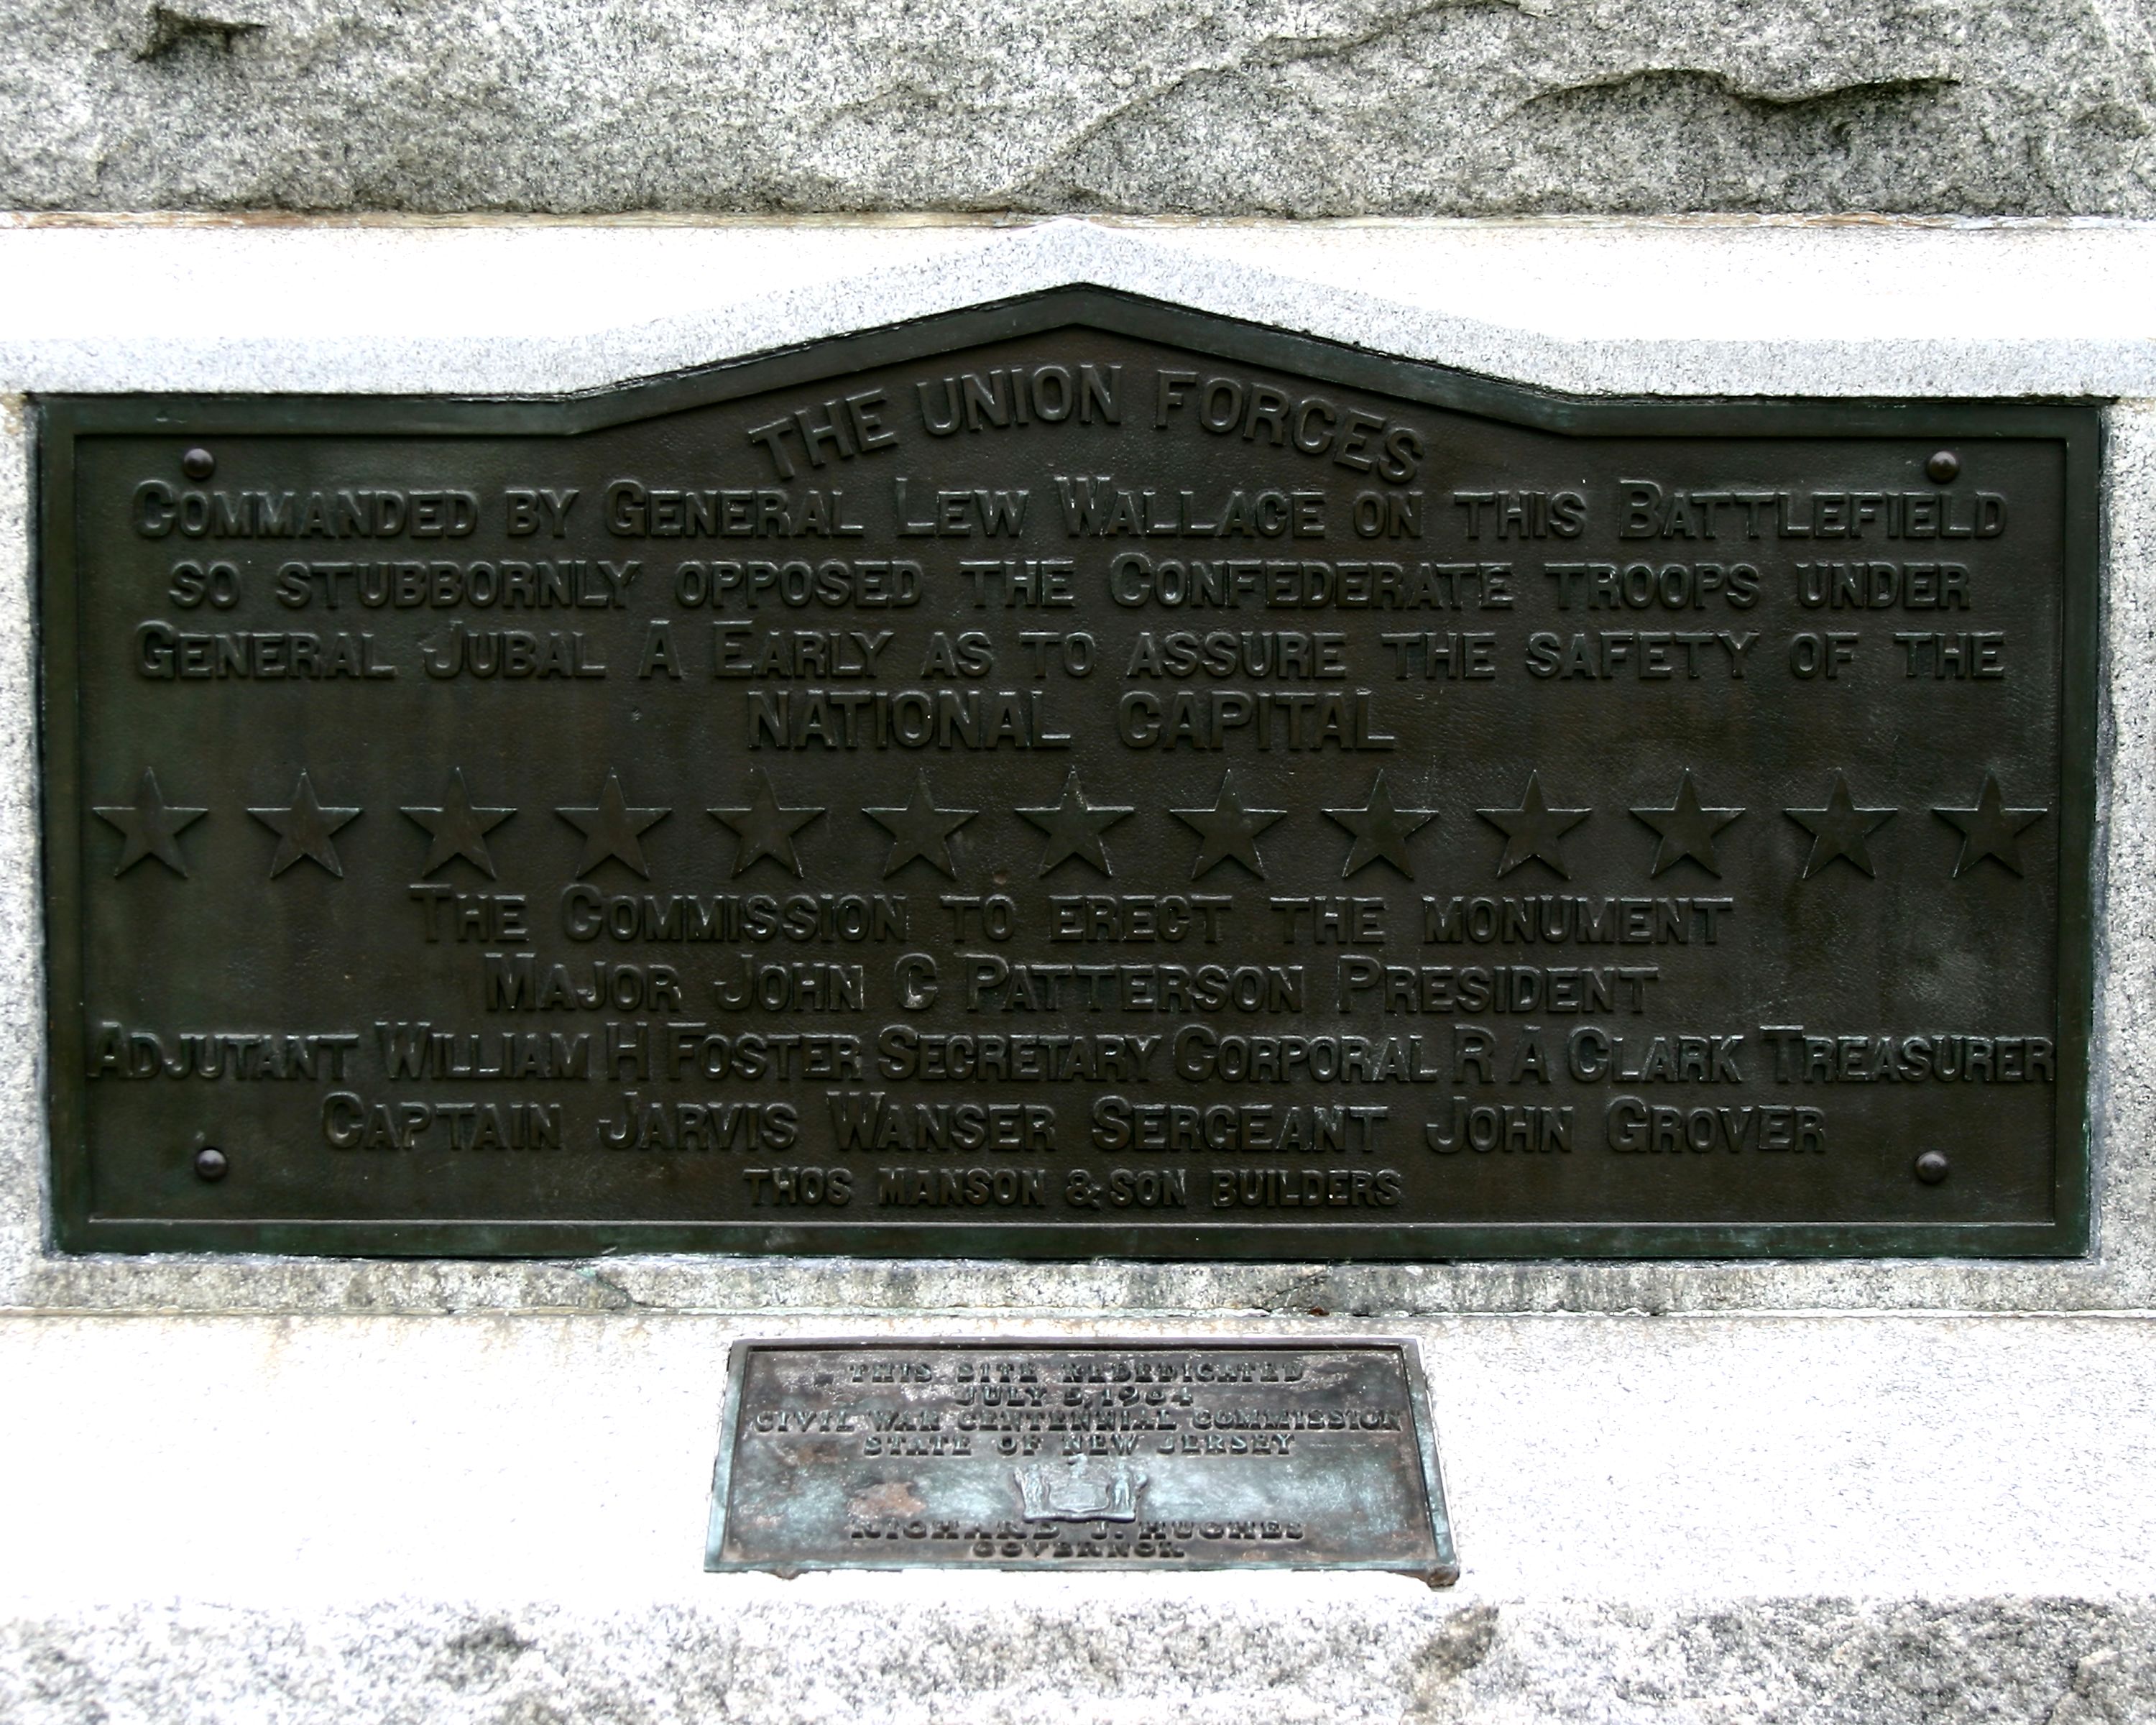 THE UNION FORCES
COMMANDED BY GENERAL LEW WALLACE ON THIS BATTLEFIELD
SO STUBBORNLY OPPOSED THE CONFEDERATE TROOPS UNDER
GENERAL JUBAL A EARLY AS TO ASSURE THE SAFETY OF THE
NATIONAL CAPITAL
THE COMMISSION TO ERECT THE MONUMENT
MAJOR JOHN C PATTERSON PRESIDENT
ADJUTANT WILLIAM H FOSTER SECRETARY CORPORAL R A CLARK TREASURER
CAPTAIN JARVIS WANSER SERGEANT JOHN GROVER
THOS MANSON & SON BUILDERS
THIS SITE REDEDICATED
JULY 5, 1964
CIVIL WAR CENTENNIAL COMMISSION
STATE OF NEW JERSEY
RICHARD J. HUGHES
GOVERNOR